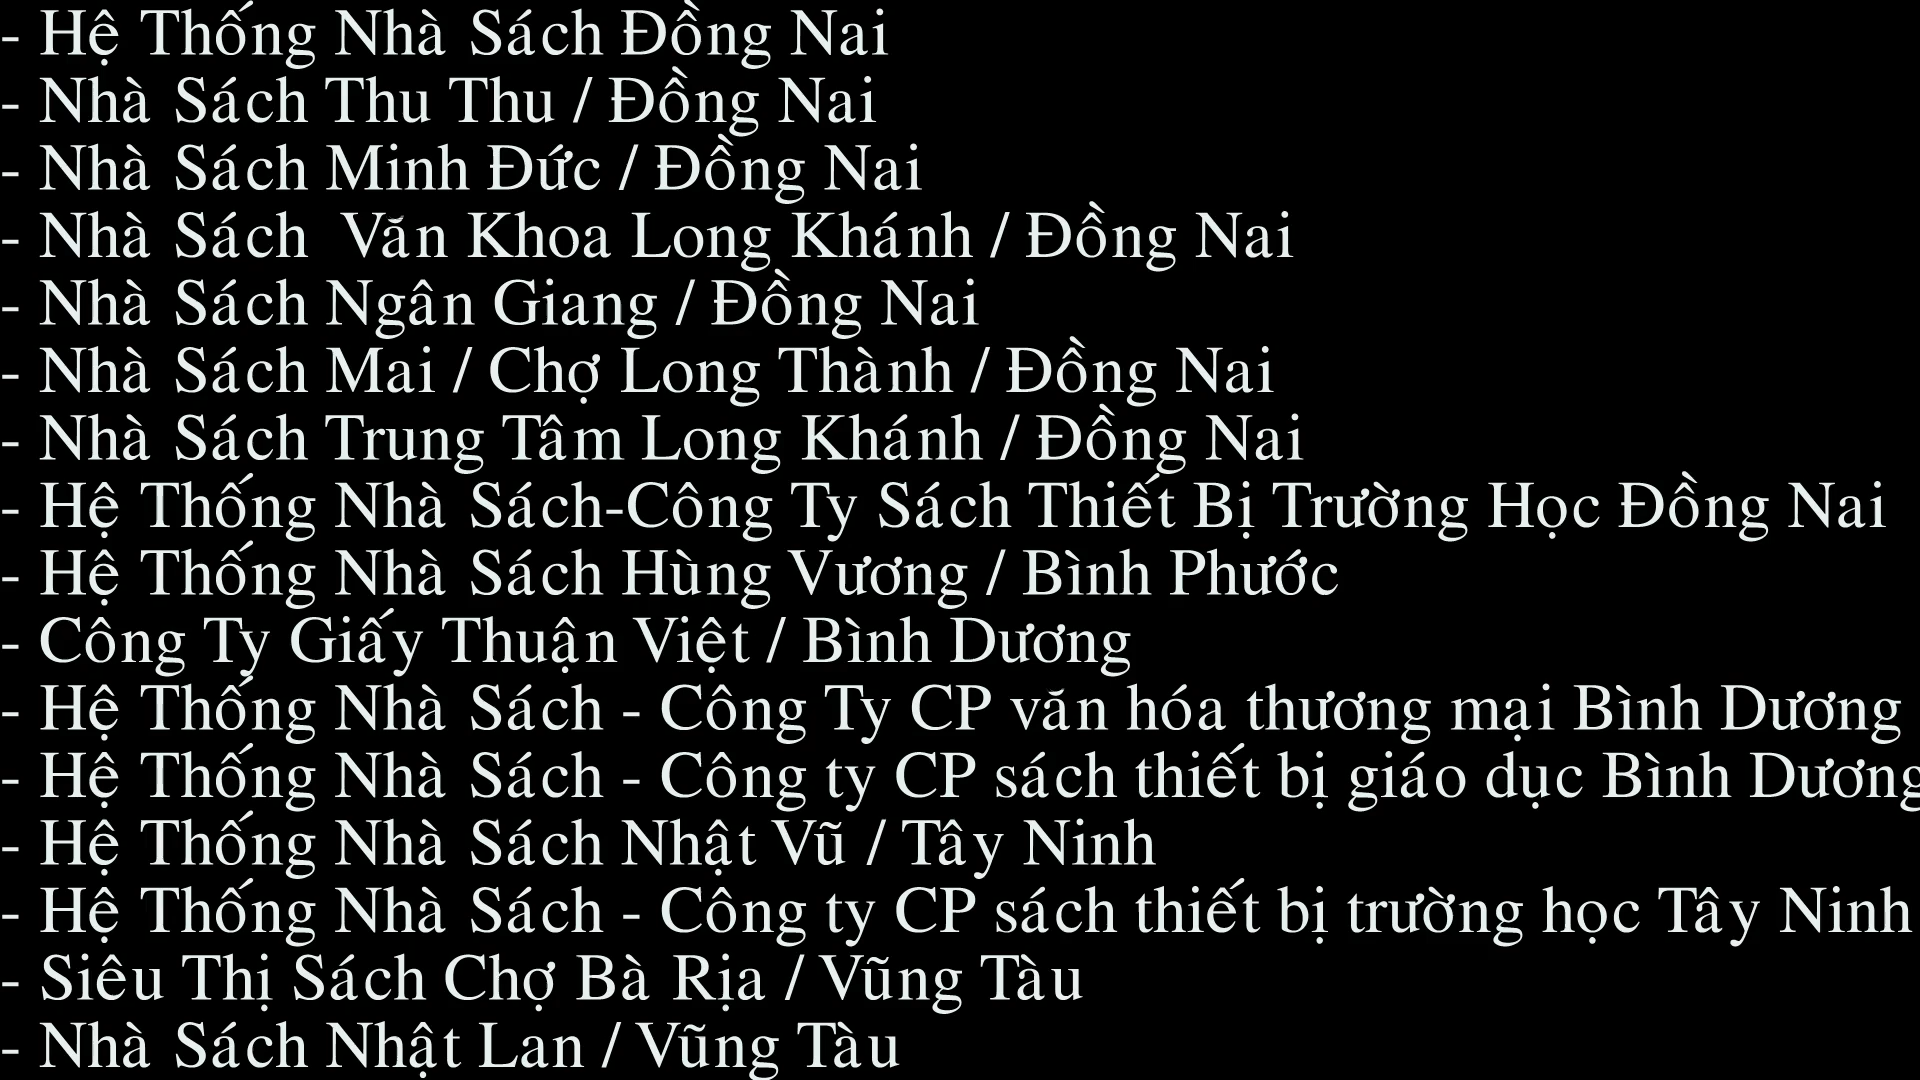 - Hệ Thống Nhà Sách Đồng Nai
- Nhà Sách Thu Thu / Đồng Nai
- Nhà Sách Minh Đức / Đồng Nai
- Nhà Sách  Văn Khoa Long Khánh / Đồng Nai
- Nhà Sách Ngân Giang / Đồng Nai
- Nhà Sách Mai / Chợ Long Thành / Đồng Nai
- Nhà Sách Trung Tâm Long Khánh / Đồng Nai
- Hệ Thống Nhà Sách-Công Ty Sách Thiết Bị Trường Học Đồng Nai
- Hệ Thống Nhà Sách Hùng Vương / Bình Phước
- Công Ty Giấy Thuận Việt / Bình Dương
- Hệ Thống Nhà Sách - Công Ty CP văn hóa thương mại Bình Dương
- Hệ Thống Nhà Sách - Công ty CP sách thiết bị giáo dục Bình Dương
- Hệ Thống Nhà Sách Nhật Vũ / Tây Ninh
- Hệ Thống Nhà Sách - Công ty CP sách thiết bị trường học Tây Ninh
- Siêu Thị Sách Chợ Bà Rịa / Vũng Tàu
- Nhà Sách Nhật Lan / Vũng Tàu